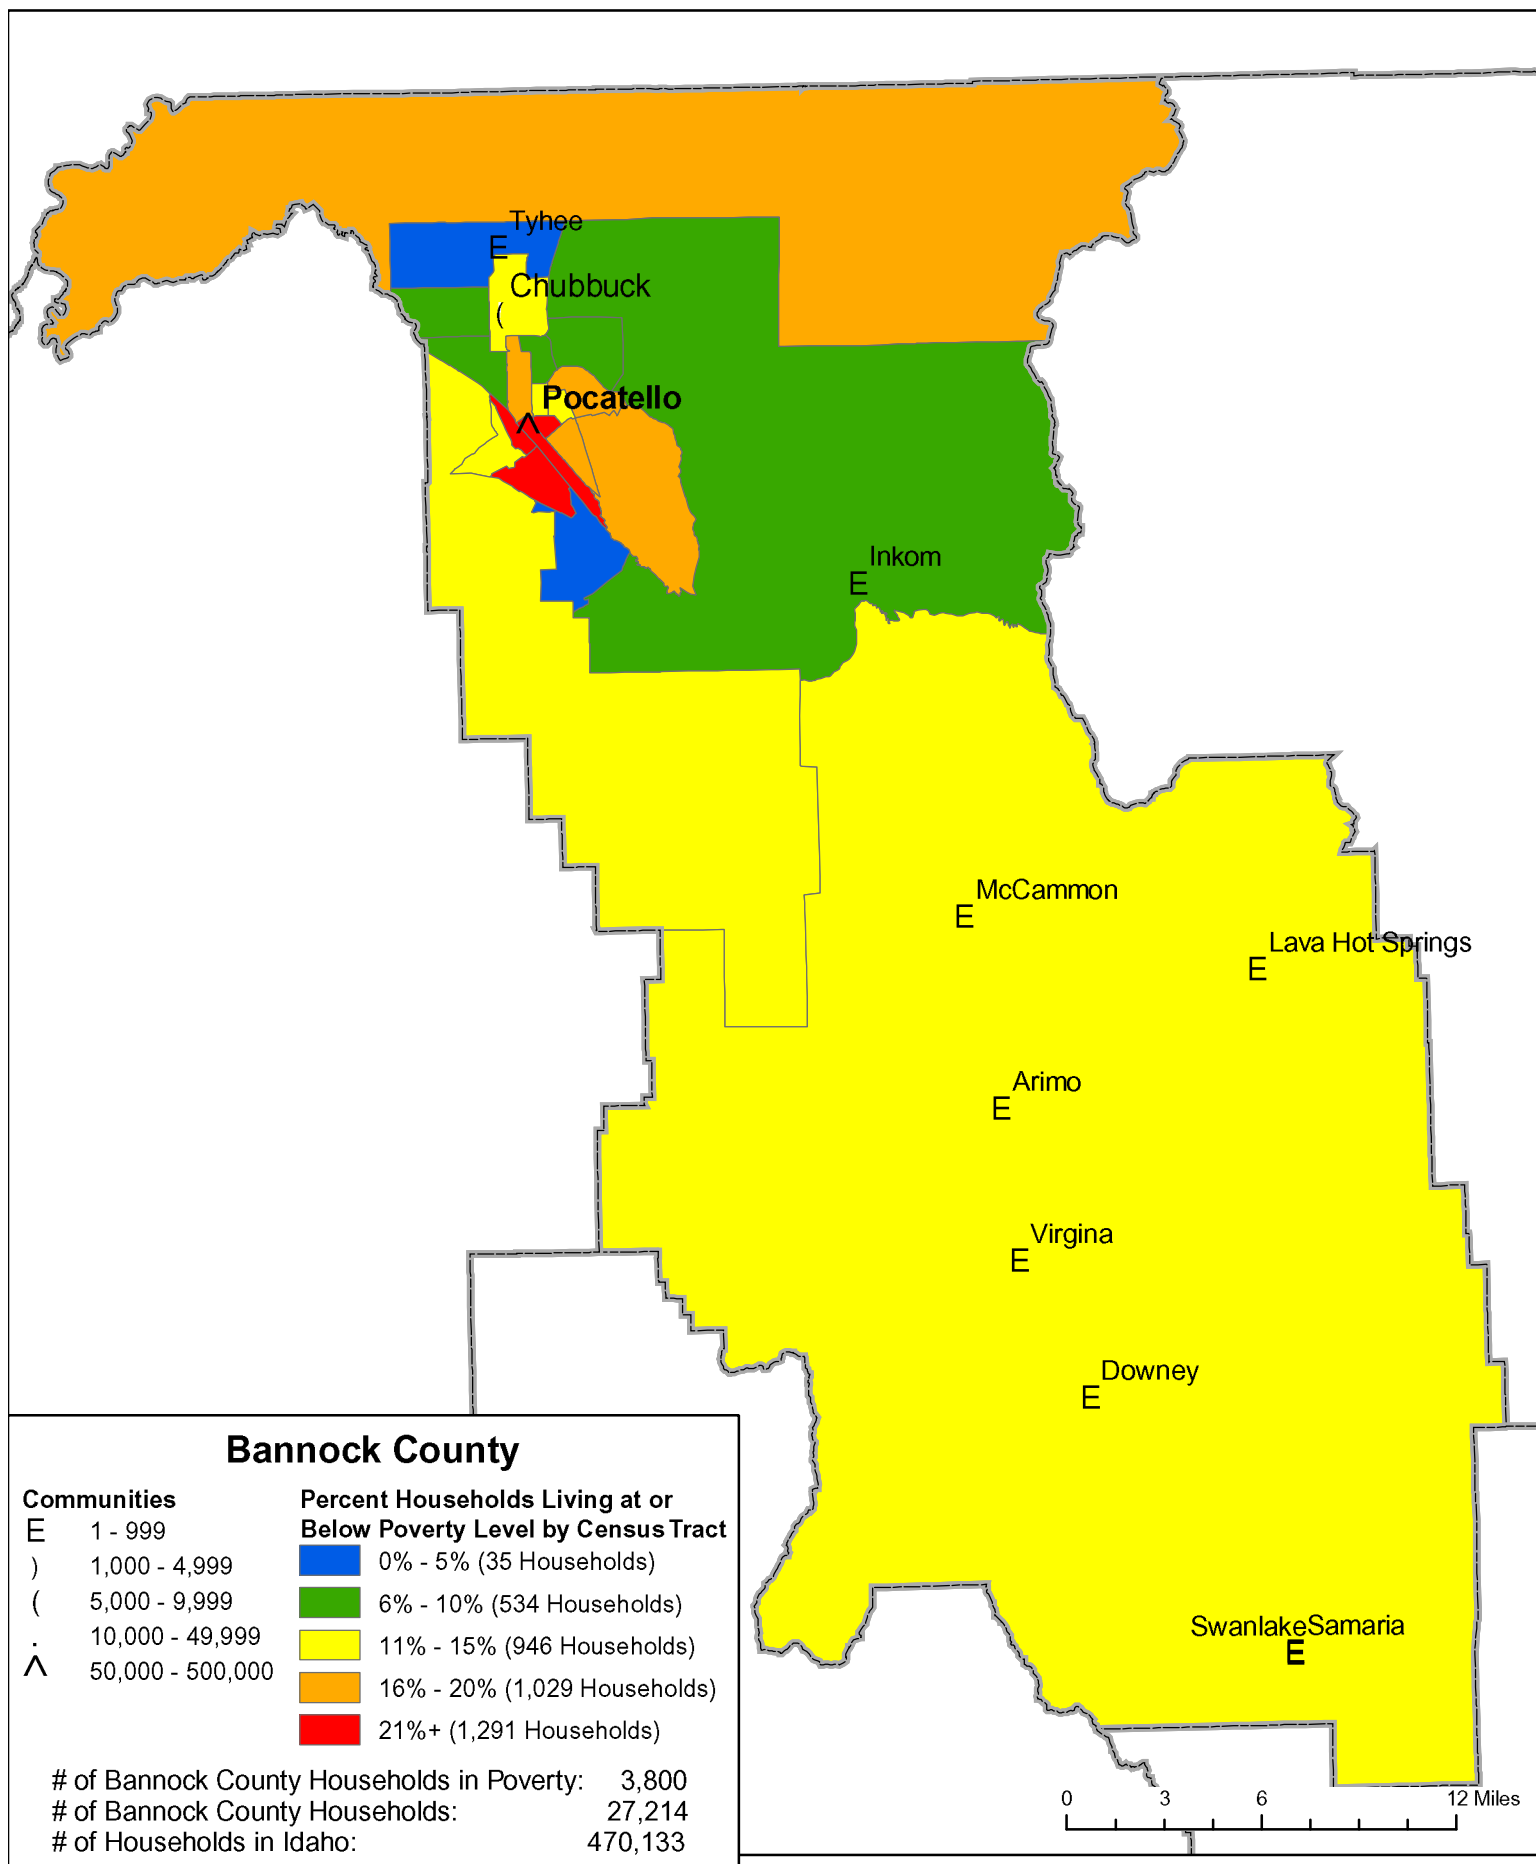 Tyhee
E
Chubbuck
(
Pocatello
^
Inkom
E
McCammon
E
Lava Hot Springs
E
Arimo
E
Virgina
E
Downey
E
SwanlakeSamaria
E
Bannock County
Communities
E 1 - 999
) 1,000 - 4,999
( 5,000 - 9,999
. 10,000 - 49,999
^ 50,000 - 500,000
Percent Households Living at or
Below Poverty Level by Census Tract
0% - 5% (35 Households)
6% - 10% (534 Households)
11% - 15% (946 Households)
16% - 20% (1,029 Households)
21%+ (1,291 Households)
# of Bannock County Households in Poverty: 3,800
# of Bannock County Households: 27,214
# of Households in Idaho: 470,133
0 3 6 12 Miles